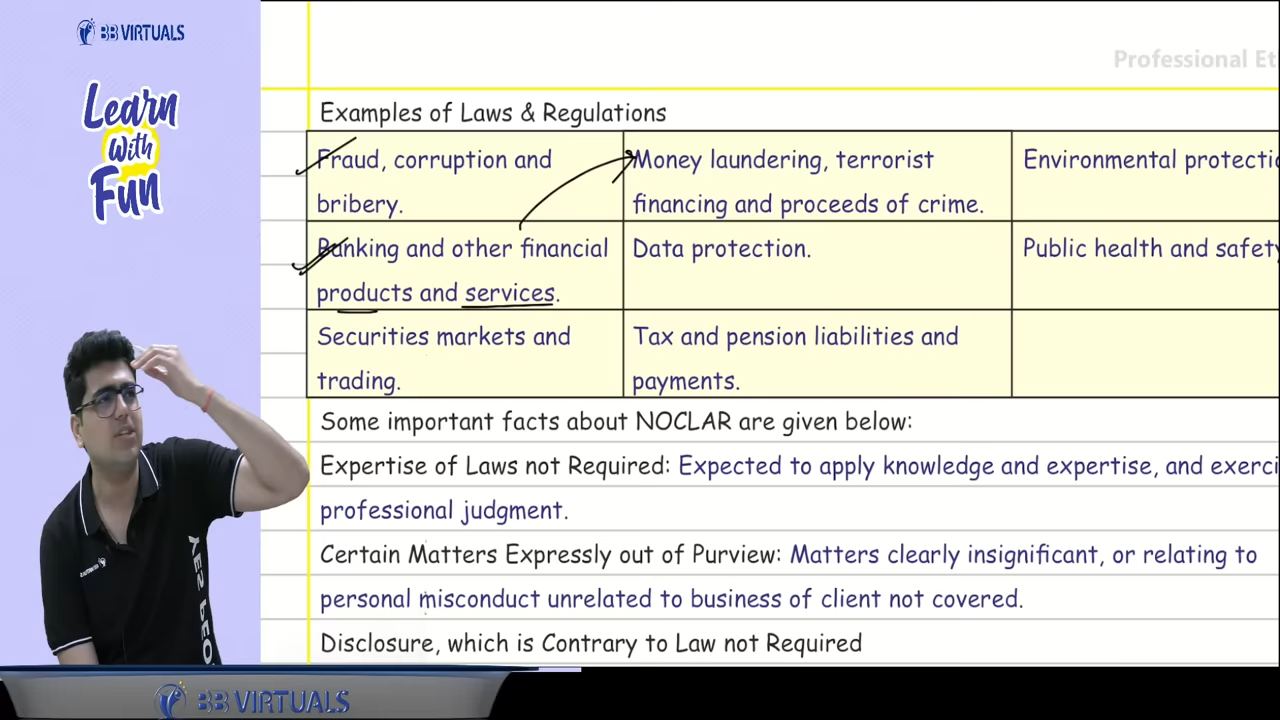 BB VIRTUALS
Learn
With
Fun
Professional Et
Examples of Laws & Regulations
Fraud, corruption and
bribery.
Money laundering, terrorist
financing and proceeds of crime.
Environmental protectio
Banking and other financial
products and services.
Data protection.
Public health and safety
Securities markets and
trading.
Tax and pension liabilities and
payments.
Some important facts about NOCLAR are given below:
Expertise of Laws not Required: Expected to apply knowledge and expertise, and exerci
professional judgment.
Certain Matters Expressly out of Purview: Matters clearly insignificant, or relating to
personal misconduct unrelated to business of client not covered.
Disclosure, which is Contrary to Law not Required
BB VIRTUALS